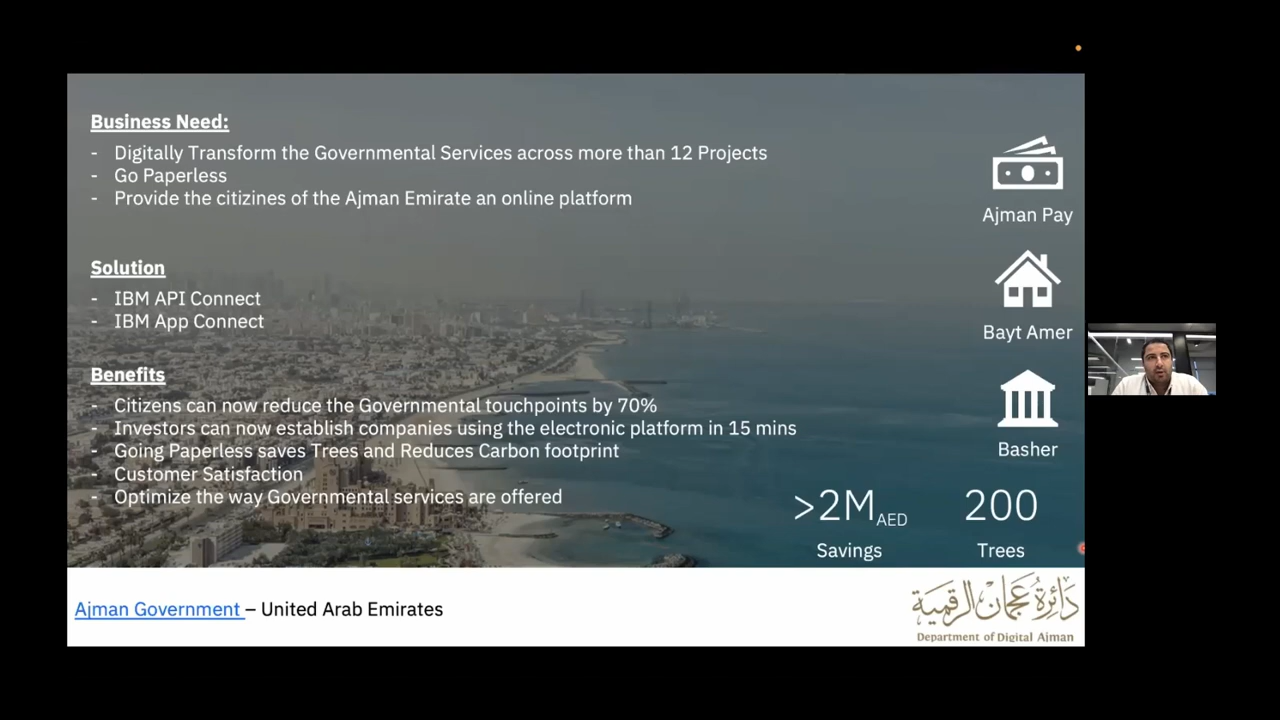 Business Need:
- Digitally Transform the Governmental Services across more than 12 Projects
- Go Paperless
- Provide the citizines of the Ajman Emirate an online platform
Solution
- IBM API Connect
- IBM App Connect
Benefits
- Citizens can now reduce the Governmental touchpoints by 70%
- Investors can now establish companies using the electronic platform in 15 mins
- Going Paperless saves Trees and Reduces Carbon footprint
- Customer Satisfaction
- Optimize the way Governmental services are offered
Ajman Pay
Bayt Amer
Basher
>2M AED
Savings
200
Trees
Ajman Government – United Arab Emirates
دائرة عجمان الرقمية
Department of Digital Ajman